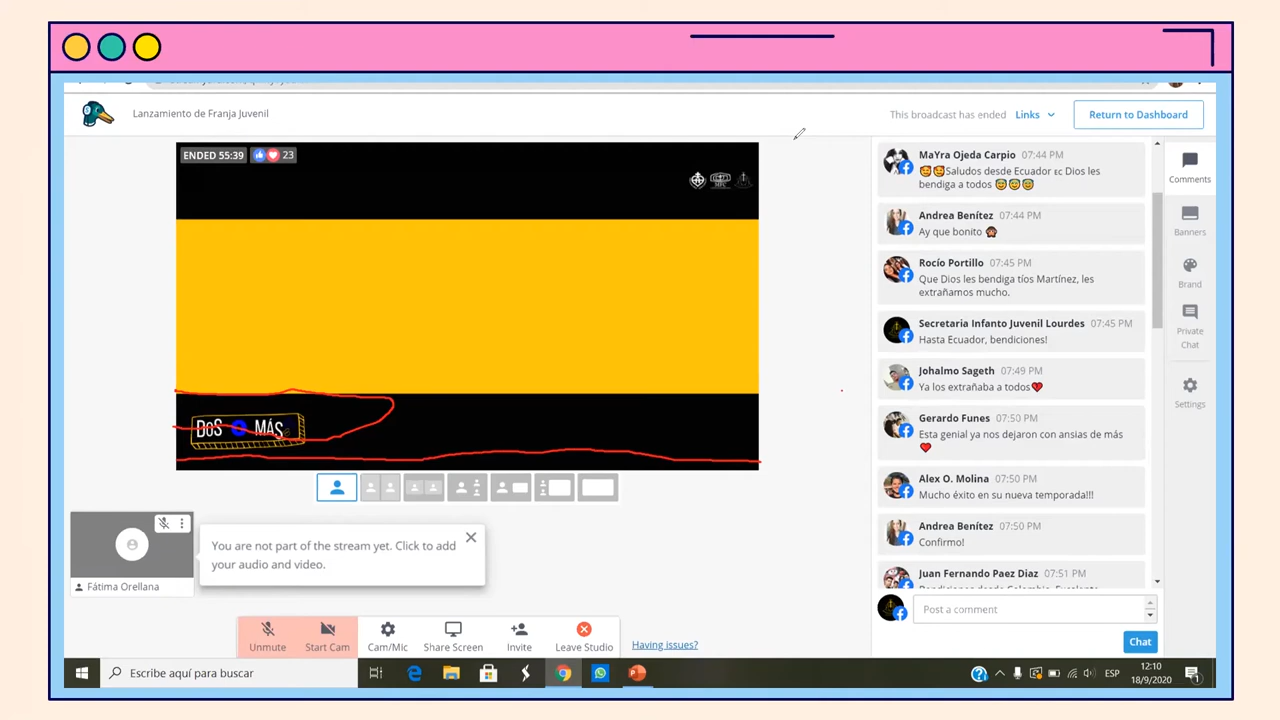 Lanzamiento de Franja Juvenil
This broadcast has ended
Links
Return to Dashboard
ENDED 55:39
23
MFC
DOS O MÁS
MaYra Ojeda Carpio 07:44 PM
🥰🥰Saludos desde Ecuador 🇪🇨 Dios les
bendiga a todos 😇😇😇
Andrea Benítez 07:44 PM
Ay que bonito 🙊
Rocío Portillo 07:45 PM
Que Dios les bendiga tíos Martínez, les
extrañamos mucho.
Secretaria Infanto Juvenil Lourdes 07:45 PM
Hasta Ecuador, bendiciones!
Johalmo Sageth 07:49 PM
Ya los extrañaba a todos❤
Gerardo Funes 07:50 PM
Esta genial ya nos dejaron con ansias de más
❤
Alex O. Molina 07:50 PM
Mucho éxito en su nueva temporada!!!
Andrea Benítez 07:50 PM
Confirmo!
Juan Fernando Paez Diaz 07:51 PM
Post a comment
Chat
Comments
Banners
Brand
Private
Chat
Settings
You are not part of the stream yet. Click to add
your audio and video.
Fátima Orellana
Unmute
Start Cam
Cam/Mic
Share Screen
Invite
Leave Studio
Having issues?
Escribe aquí para buscar
ESP
12:10
18/9/2020
1